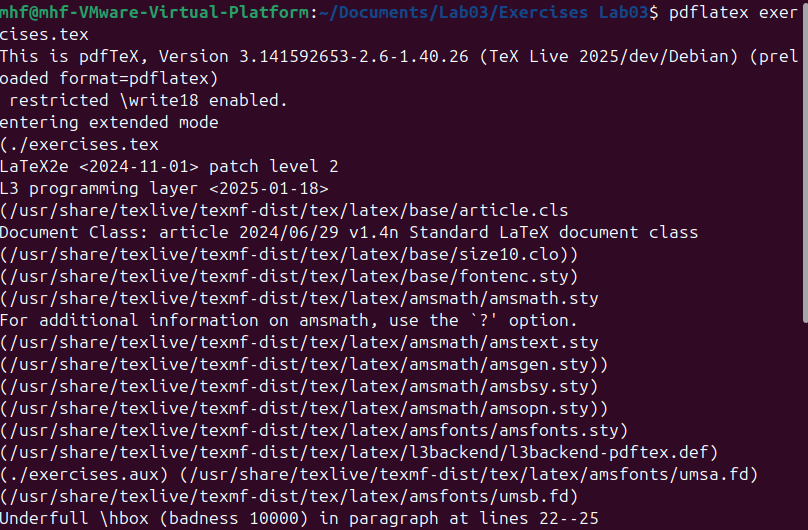 mhf@mhf-VMware-Virtual-Platform:~/Documents/Lab03/Exercises Lab03$ pdflatex exer
cises.tex
This is pdfTeX, Version 3.141592653-2.6-1.40.26 (TeX Live 2025/dev/Debian) (prel
oaded format=pdflatex)
 restricted \write18 enabled.
entering extended mode
(./exercises.tex
LaTeX2e <2024-11-01> patch level 2
L3 programming layer <2025-01-18>
(/usr/share/texlive/texmf-dist/tex/latex/base/article.cls
Document Class: article 2024/06/29 v1.4n Standard LaTeX document class
(/usr/share/texlive/texmf-dist/tex/latex/base/size10.clo))
(/usr/share/texlive/texmf-dist/tex/latex/base/fontenc.sty)
(/usr/share/texlive/texmf-dist/tex/latex/amsmath/amsmath.sty
For additional information on amsmath, use the `?' option.
(/usr/share/texlive/texmf-dist/tex/latex/amsmath/amstext.sty
(/usr/share/texlive/texmf-dist/tex/latex/amsmath/amsgen.sty))
(/usr/share/texlive/texmf-dist/tex/latex/amsmath/amsbsy.sty)
(/usr/share/texlive/texmf-dist/tex/latex/amsmath/amsopn.sty))
(/usr/share/texlive/texmf-dist/tex/latex/amsfonts/amsfonts.sty)
(/usr/share/texlive/texmf-dist/tex/latex/l3backend/l3backend-pdftex.def)
(./exercises.aux) (/usr/share/texlive/texmf-dist/tex/latex/amsfonts/umsa.fd)
(/usr/share/texlive/texmf-dist/tex/latex/amsfonts/umsb.fd)
Underfull \hbox (badness 10000) in paragraph at lines 22--25